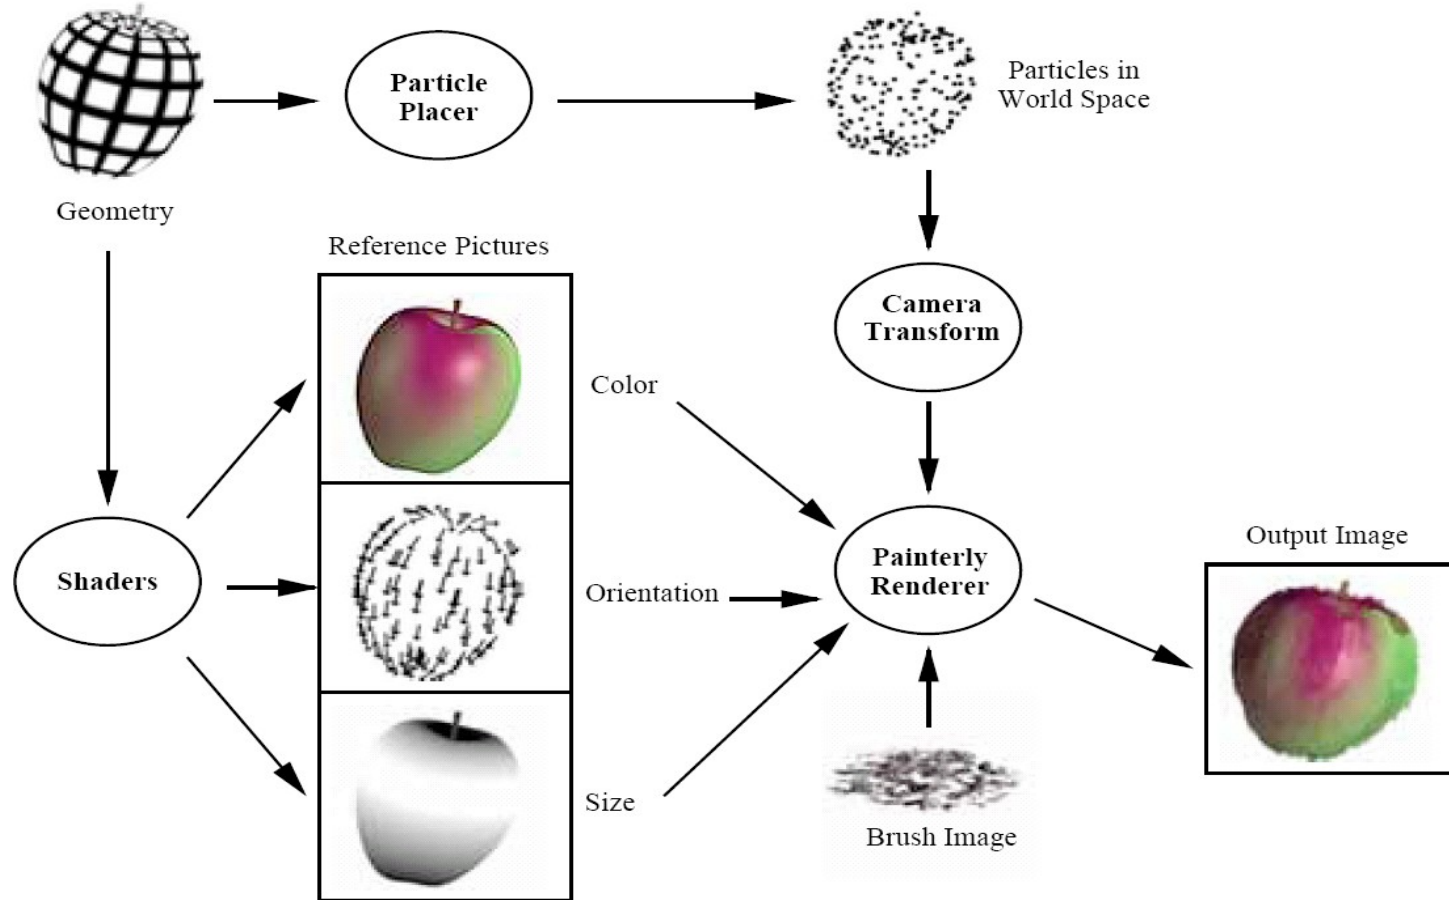 Particle
Placer
Particles in
World Space
Geometry
Reference Pictures
Camera
Transform
Color
Shaders
Orientation
Painterly
Renderer
Output Image
Size
Brush Image